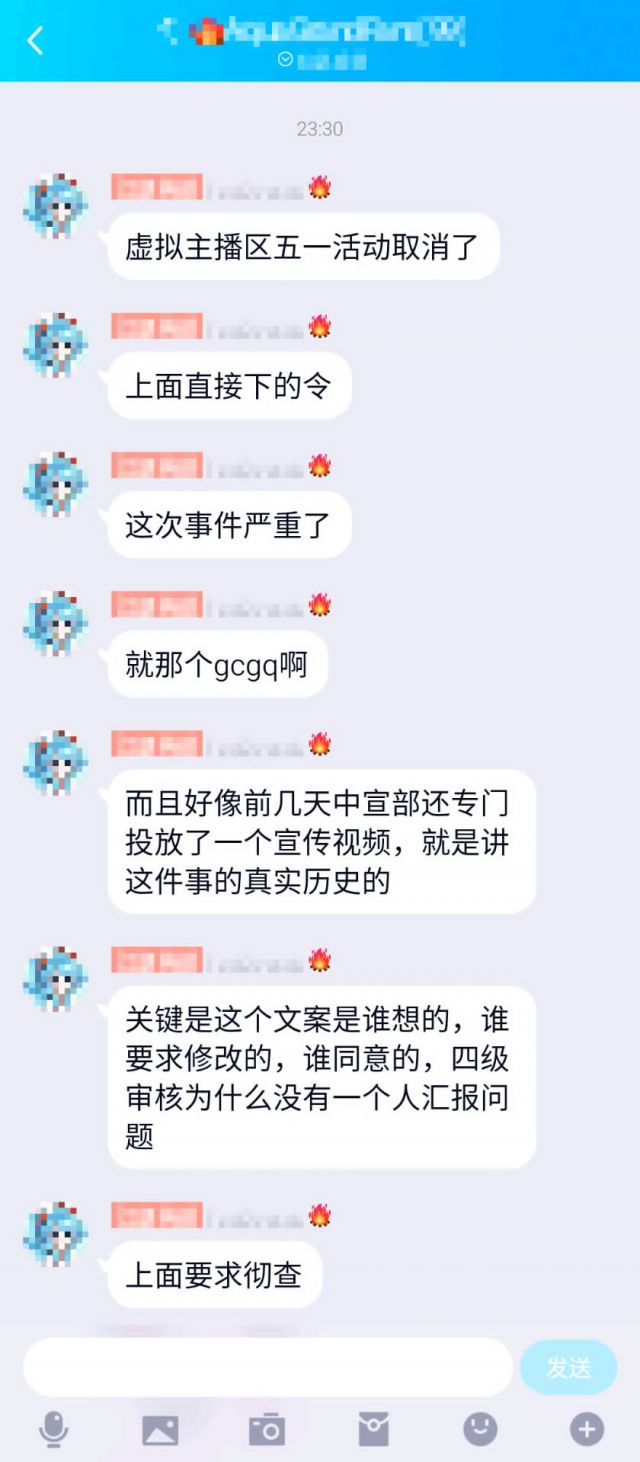 23:30
虚拟主播区五一活动取消了
上面直接下的令
这次事件严重了
就那个gcgq啊
而且好像前几天中宣部还专门
投放了一个宣传视频，就是讲
这件事的真实历史的
关键是这个文案是谁想的，谁
要求修改的，谁同意的，四级
审核为什么没有一个人汇报问
题
上面要求彻查
发送